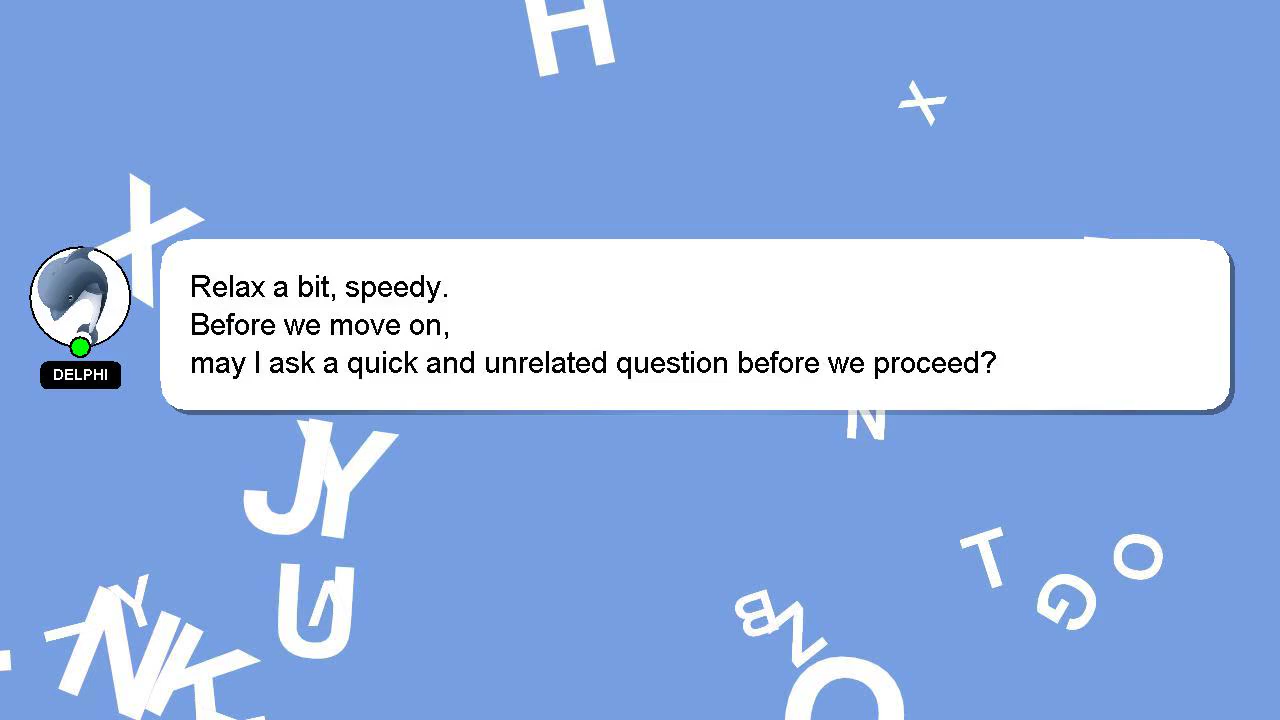 H
X
X
Relax a bit, speedy.
Before we move on,
may I ask a quick and unrelated question before we proceed?
DELPHI
N
J
Y
U
T
O
G
B
Z
Y
N
K
O